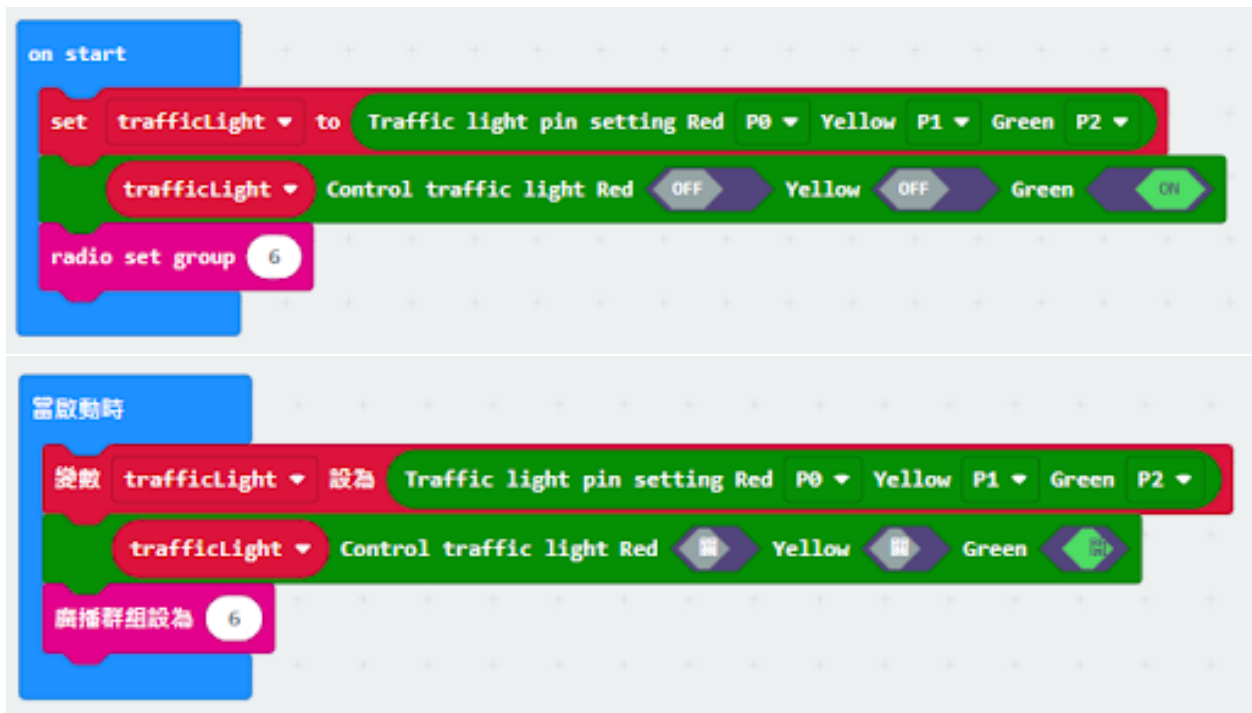 on start
set trafficLight to Traffic light pin setting Red P0 Yellow P1 Green P2
trafficLight Control traffic light Red OFF Yellow OFF Green ON
radio set group 6
當啟動時
變數 trafficLight 設為 Traffic light pin setting Red P0 Yellow P1 Green P2
trafficLight Control traffic light Red 關 Yellow 關 Green 開
廣播群組設為 6